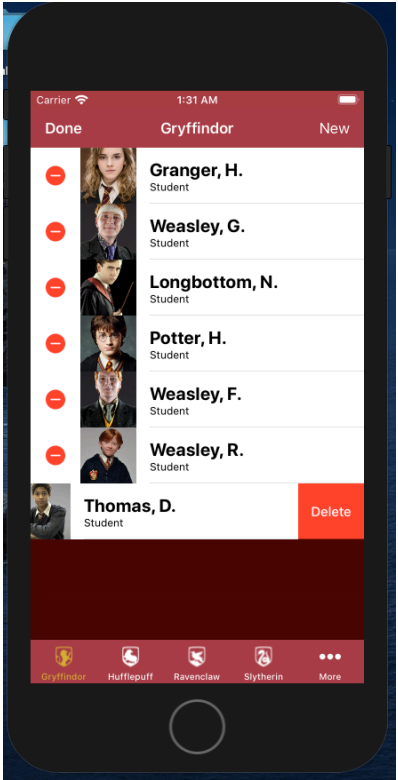 Carrier 1:31 AM
Done Gryffindor New
Granger, H.
Student
Weasley, G.
Student
Longbottom, N.
Student
Potter, H.
Student
Weasley, F.
Student
Weasley, R.
Student
Thomas, D.
Student
Delete
Gryffindor Hufflepuff Ravenclaw Slytherin More